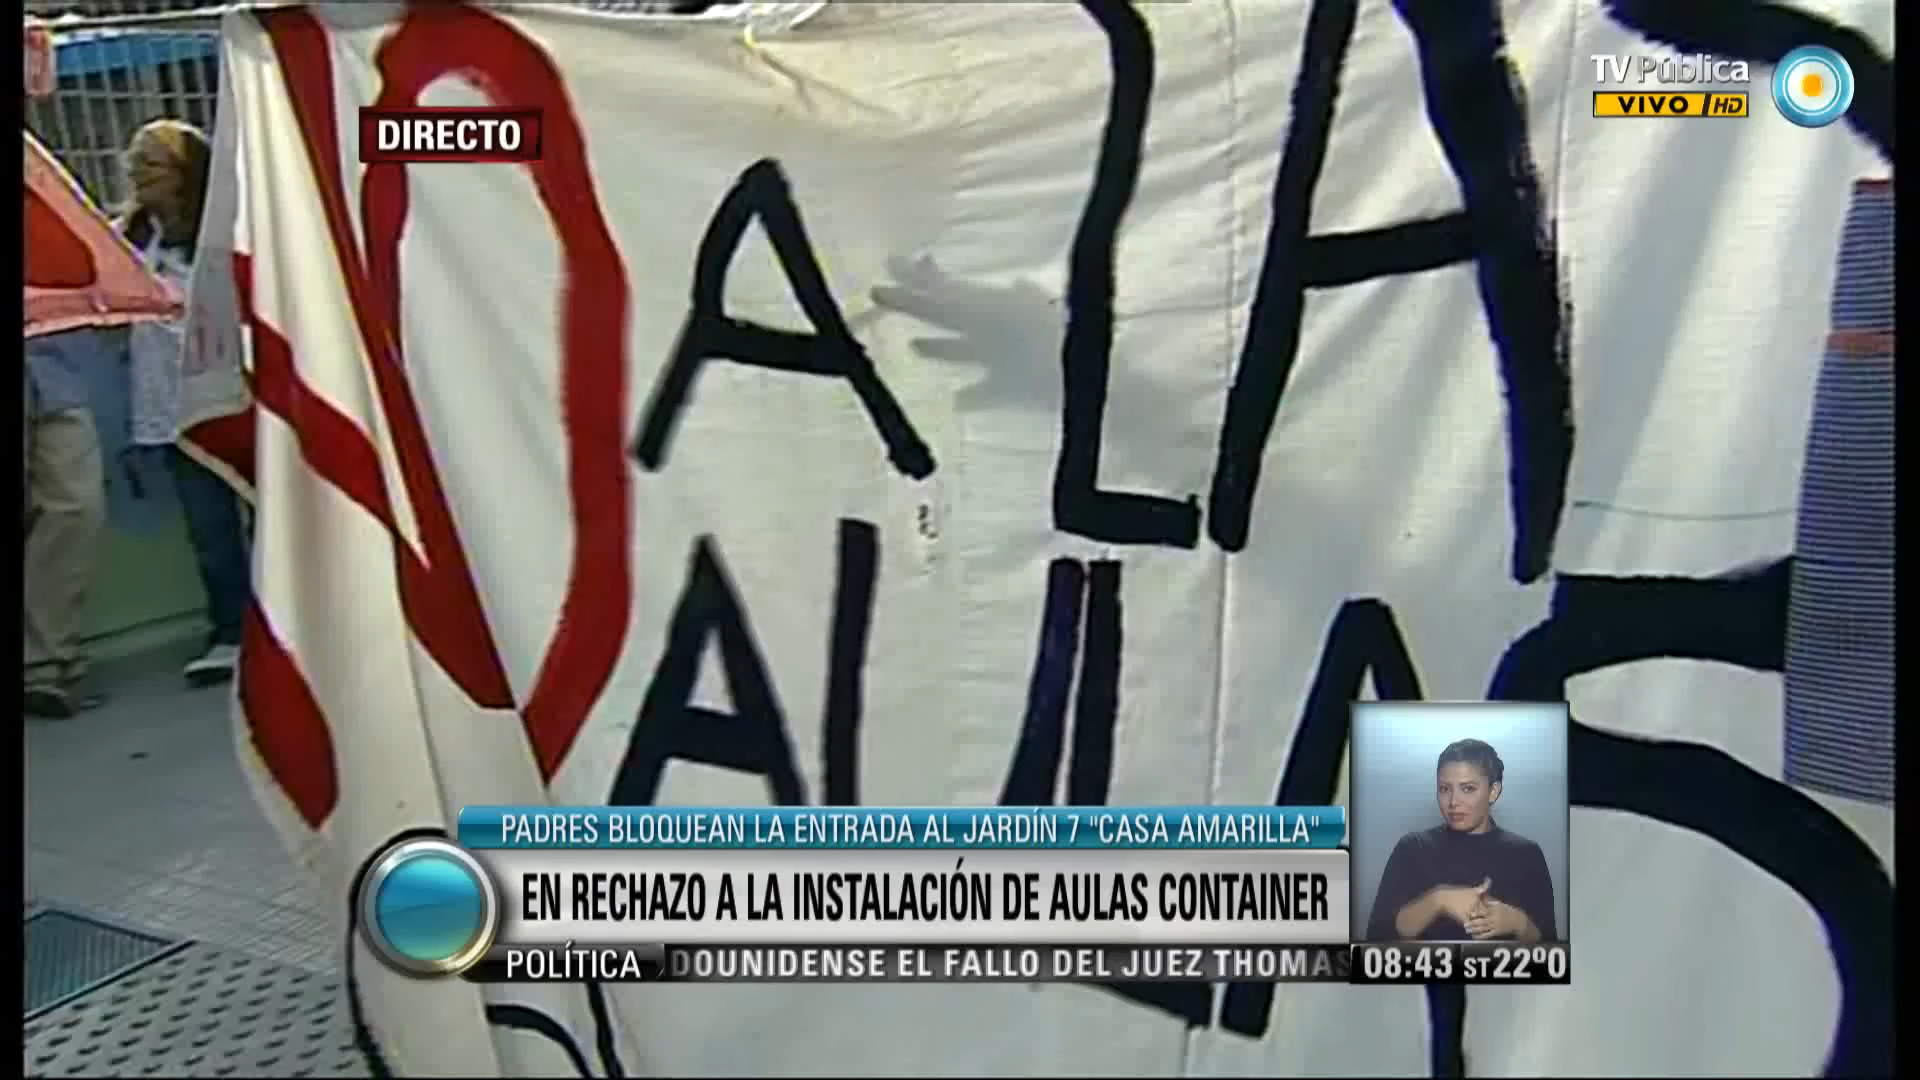 TV Pública
VIVO HD
DIRECTO
NO A LAS
AULAS
PADRES BLOQUEAN LA ENTRADA AL JARDÍN 7 "CASA AMARILLA"
EN RECHAZO A LA INSTALACIÓN DE AULAS CONTAINER
POLÍTICA DOUNIDENSE EL FALLO DEL JUEZ THOMAS 08:43 ST 22º0